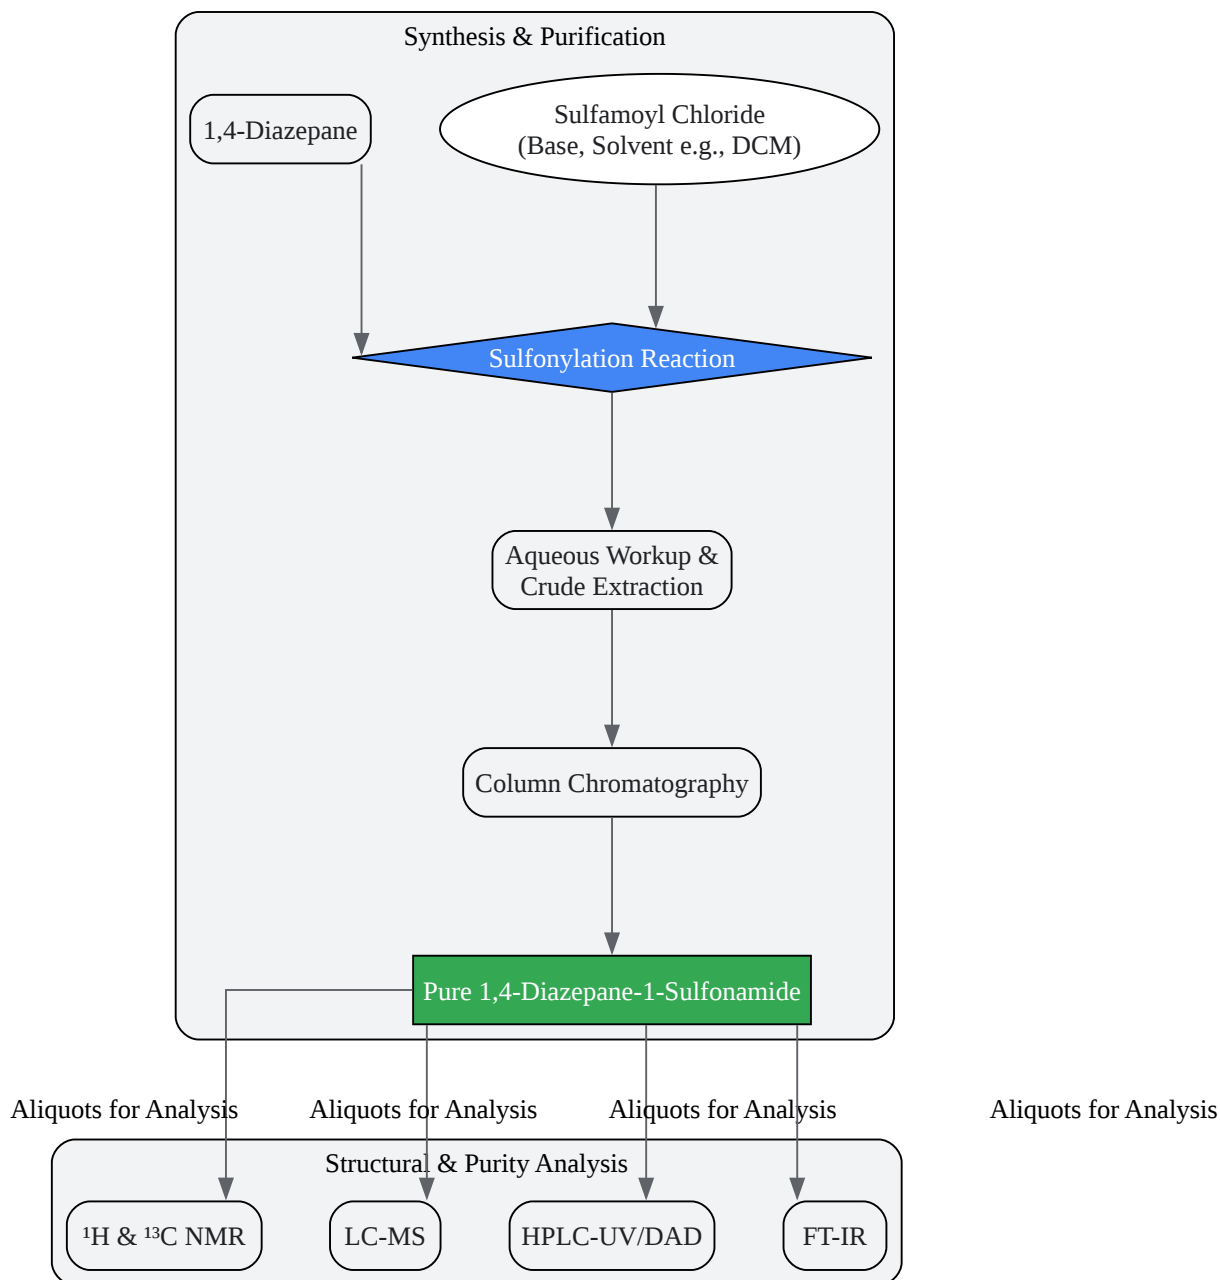 Synthesis & Purification
1,4-Diazepane
Sulfamoyl Chloride
(Base, Solvent e.g., DCM)
Sulfonylation Reaction
Aqueous Workup &
Crude Extraction
Column Chromatography
Pure 1,4-Diazepane-1-Sulfonamide
Aliquots for Analysis
Aliquots for Analysis
Aliquots for Analysis
Aliquots for Analysis
Structural & Purity Analysis
¹H & ¹³C NMR
LC-MS
HPLC-UV/DAD
FT-IR